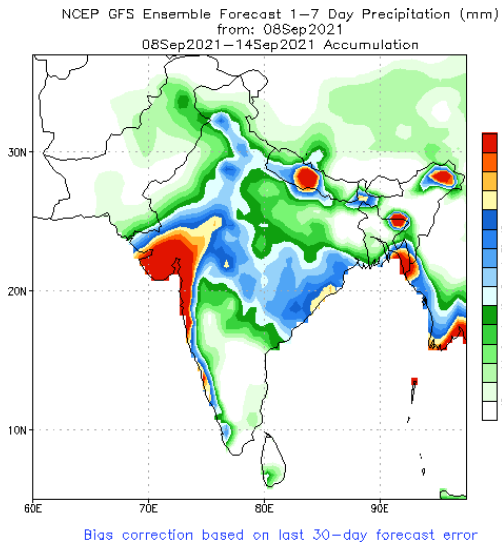 NCEP GFS Ensemble Forecast 1-7 Day Precipitation (mm)
from: 08Sep2021
08Sep2021-14Sep2021 Accumulation
30N
20N
10N
60E 70E 80E 90E
Bias correction based on last 30-day forecast error